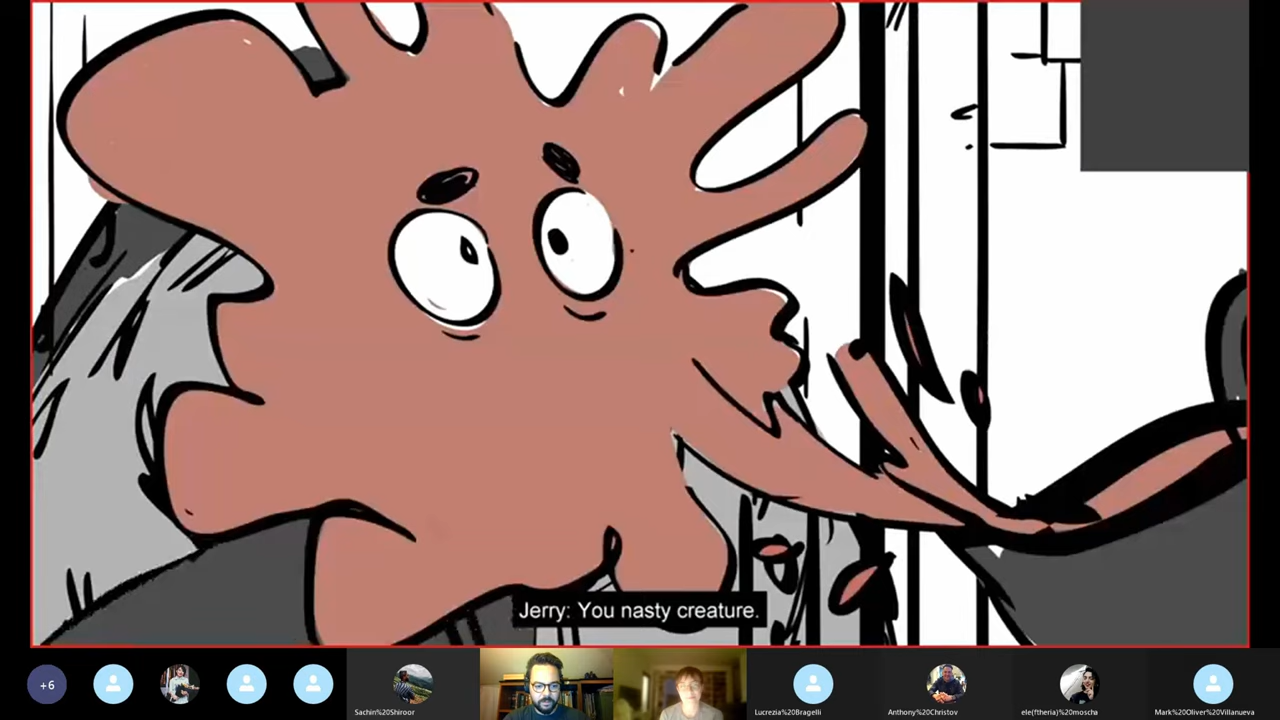 Jerry: You nasty creature.
+6
Sachin%20Shiroor
Lucrezia%20Bragelli
Anthony%20Christov
ele(ftheria)%20moscha
Mark%20Oliver%20Villanueva